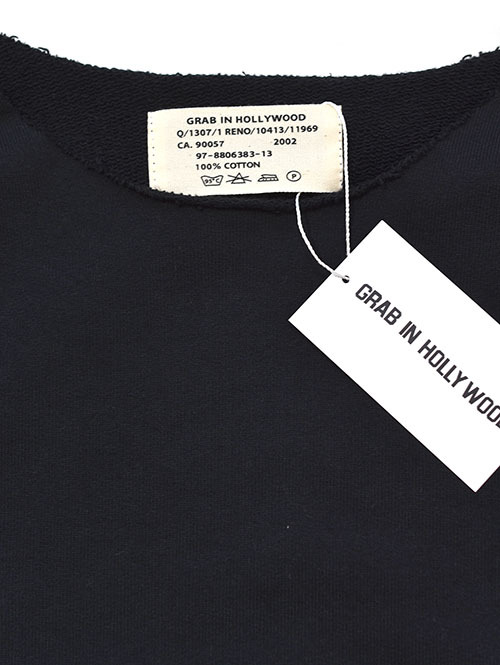 GRAB IN HOLLYWOOD
Q/1307/1 RENO/10413/11969
CA. 90057 2002
97-8806383-13
100% COTTON
P
GRAB IN HOLLYWOOD